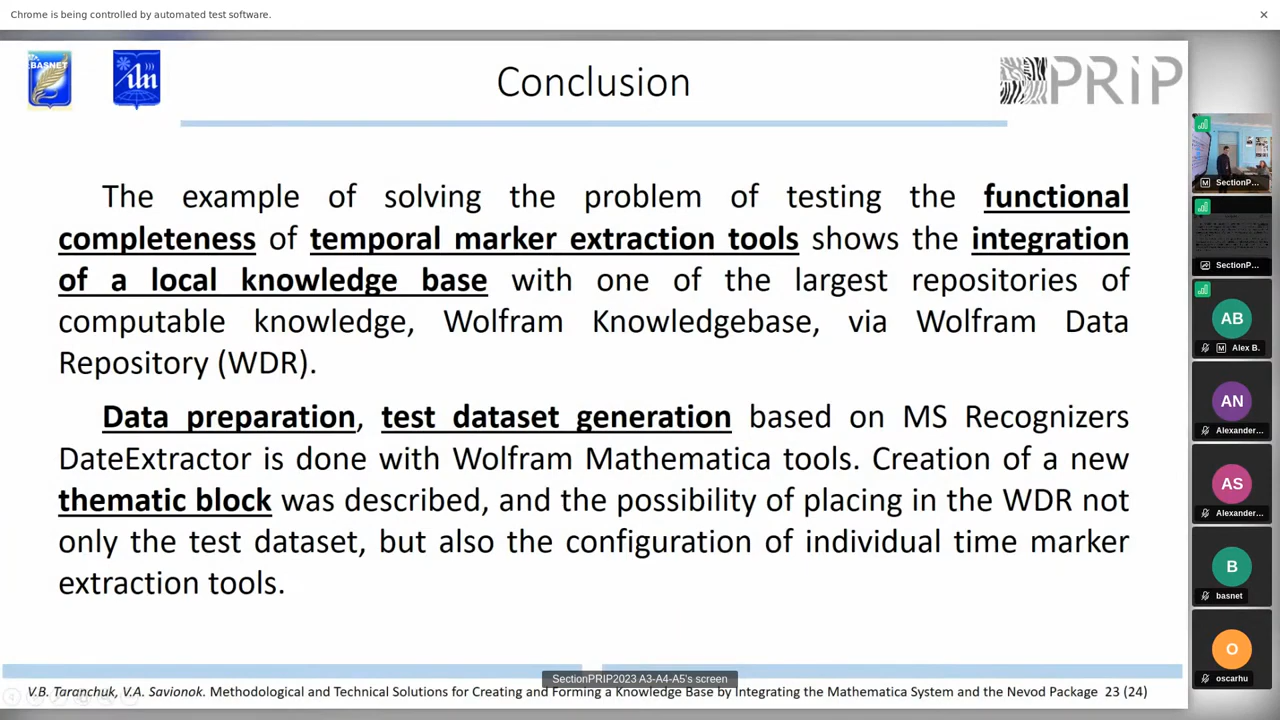 Chrome is being controlled by automated test software.
BASNET
Conclusion
PRIP
The example of solving the problem of testing the functional
completeness of temporal marker extraction tools shows the integration
of a local knowledge base with one of the largest repositories of
computable knowledge, Wolfram Knowledgebase, via Wolfram Data
Repository (WDR).
Data preparation, test dataset generation based on MS Recognizers
DateExtractor is done with Wolfram Mathematica tools. Creation of a new
thematic block was described, and the possibility of placing in the WDR not
only the test dataset, but also the configuration of individual time marker
extraction tools.
SectionPRIP2023 A3-A4-A5's screen
V.B. Taranchuk, V.A. Savionok. Methodological and Technical Solutions for Creating and Forming a Knowledge Base by Integrating the Mathematica System and the Nevod Package 23 (24)
M SectionP...
SectionP...
AB
M Alex B.
AN
Alexander...
AS
Alexander...
B
basnet
O
oscarhu